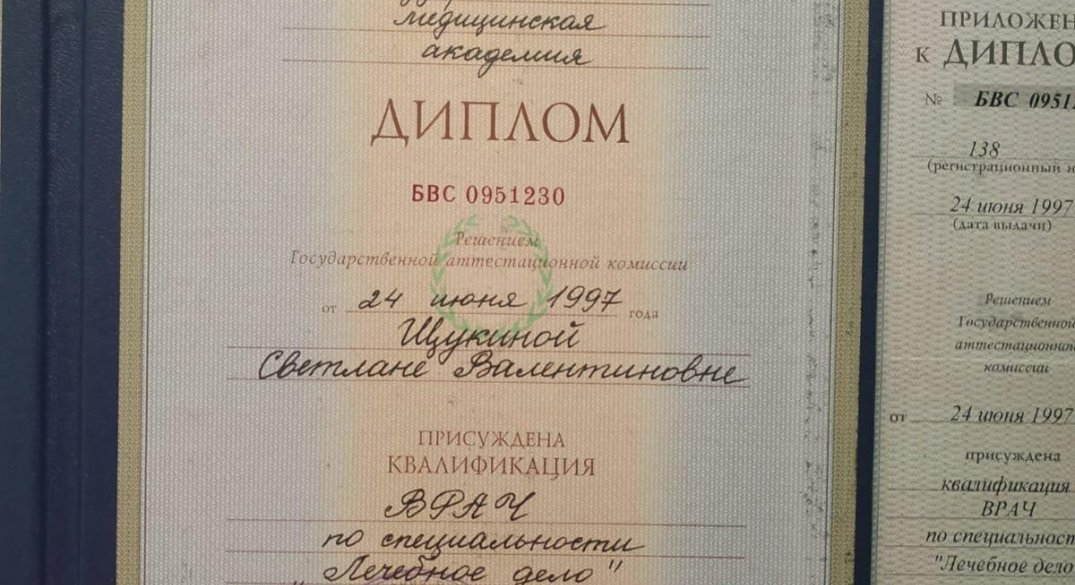 медицинская
академия
ДИПЛОМ
БВС 0951230
Решением
Государственной аттестационной комиссии
от 24 июня 1997 года
Щукиной
Светлане Валентиновне
ПРИСУЖДЕНА
КВАЛИФИКАЦИЯ
ВРАЧ
по специальности
"Лечебное дело"
ПРИЛОЖЕН
К ДИПЛО
№ БВС 0951
138
(регистрационный н
24 июня 1997
(дата выдачи)
Решением
Государственной
аттестационной
комиссии
от 24 июня 1997
присуждена
квалификация
ВРАЧ
по специальност
"Лечебное дело